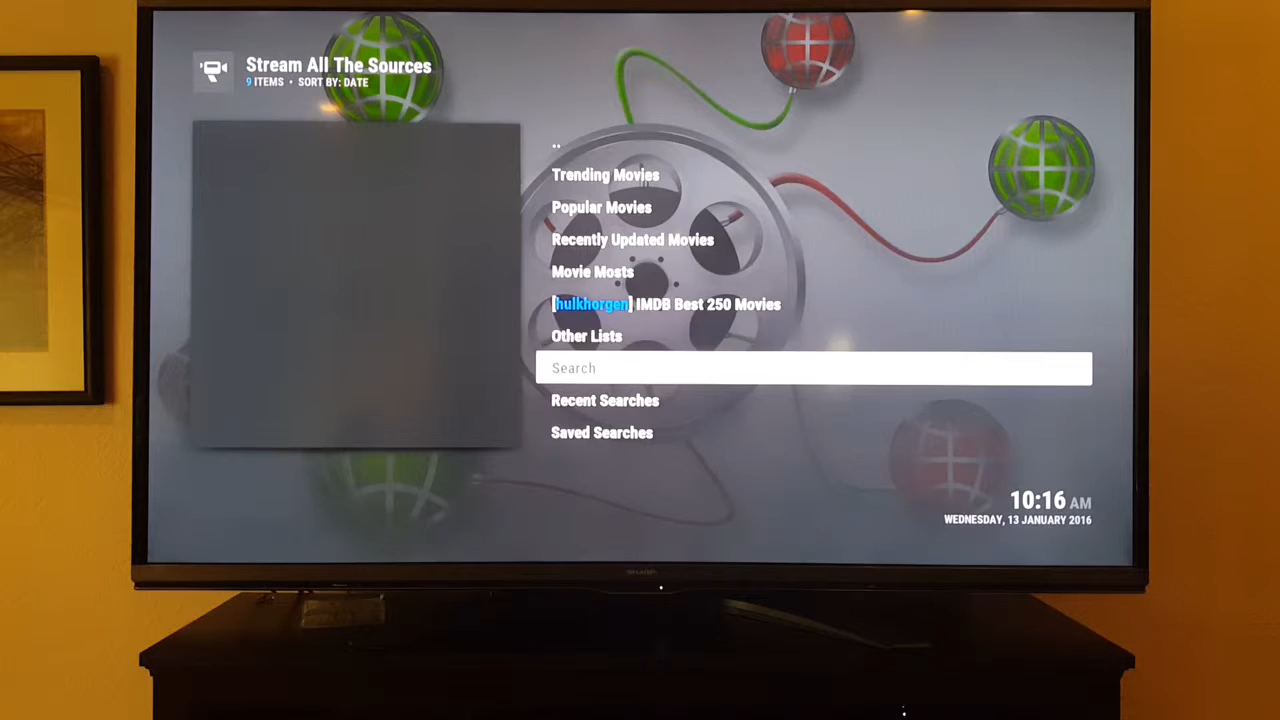 Stream All The Sources
9 ITEMS • SORT BY: DATE
..
Trending Movies
Popular Movies
Recently Updated Movies
Movie Mosts
[hulkhorgen] IMDB Best 250 Movies
Other Lists
Search
Recent Searches
Saved Searches
10:16 AM
WEDNESDAY, 13 JANUARY 2016
SHARP